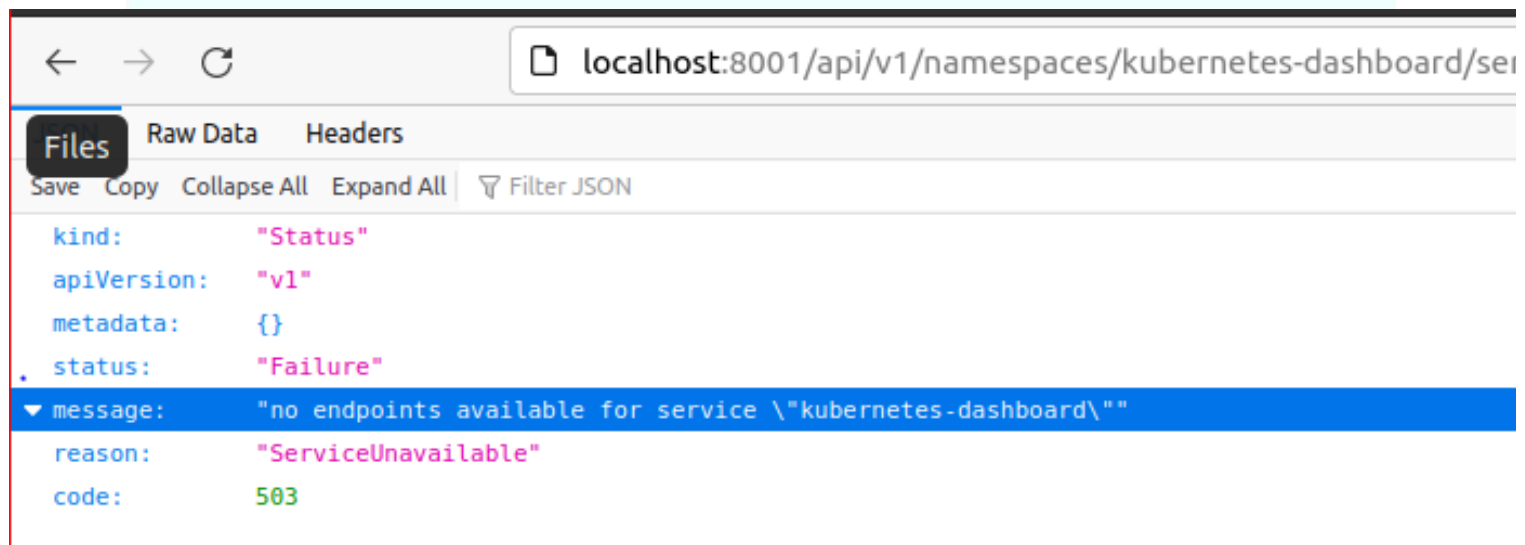 localhost:8001/api/v1/namespaces/kubernetes-dashboard/ser
JSON Raw Data Headers
Files
Save Copy Collapse All Expand All Filter JSON
kind: "Status"
apiVersion: "v1"
metadata: {}
status: "Failure"
message: "no endpoints available for service \"kubernetes-dashboard\""
reason: "ServiceUnavailable"
code: 503